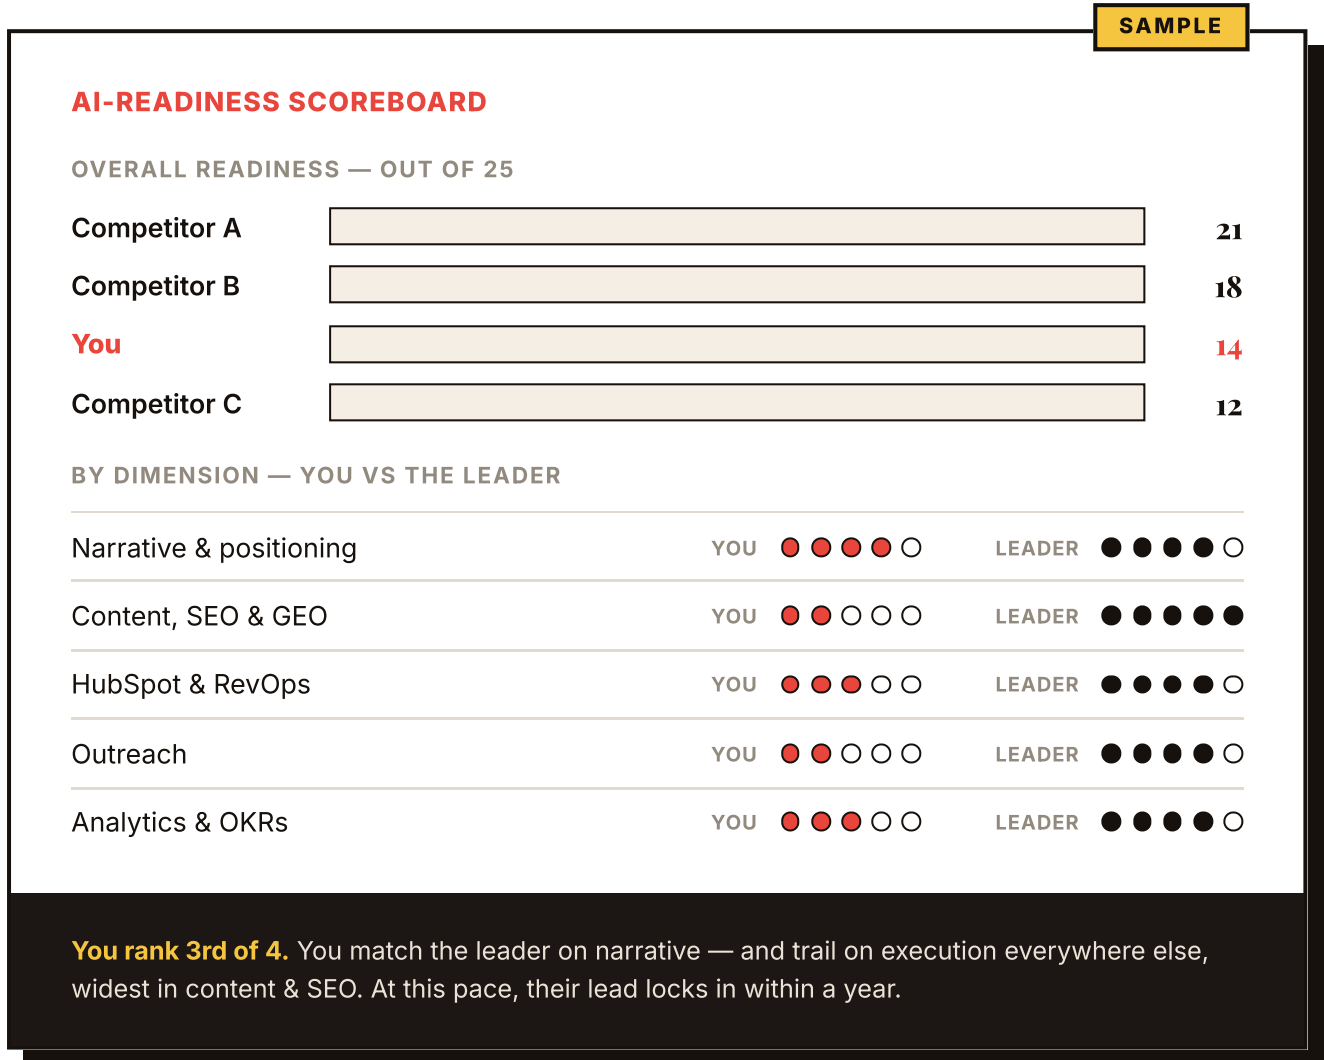 SAMPLE
AI-READINESS SCOREBOARD
OVERALL READINESS — OUT OF 25
Competitor A 21
Competitor B 18
You 14
Competitor C 12
BY DIMENSION — YOU VS THE LEADER
Narrative & positioning YOU LEADER
Content, SEO & GEO YOU LEADER
HubSpot & RevOps YOU LEADER
Outreach YOU LEADER
Analytics & OKRs YOU LEADER
You rank 3rd of 4. You match the leader on narrative — and trail on execution everywhere else,
widest in content & SEO. At this pace, their lead locks in within a year.